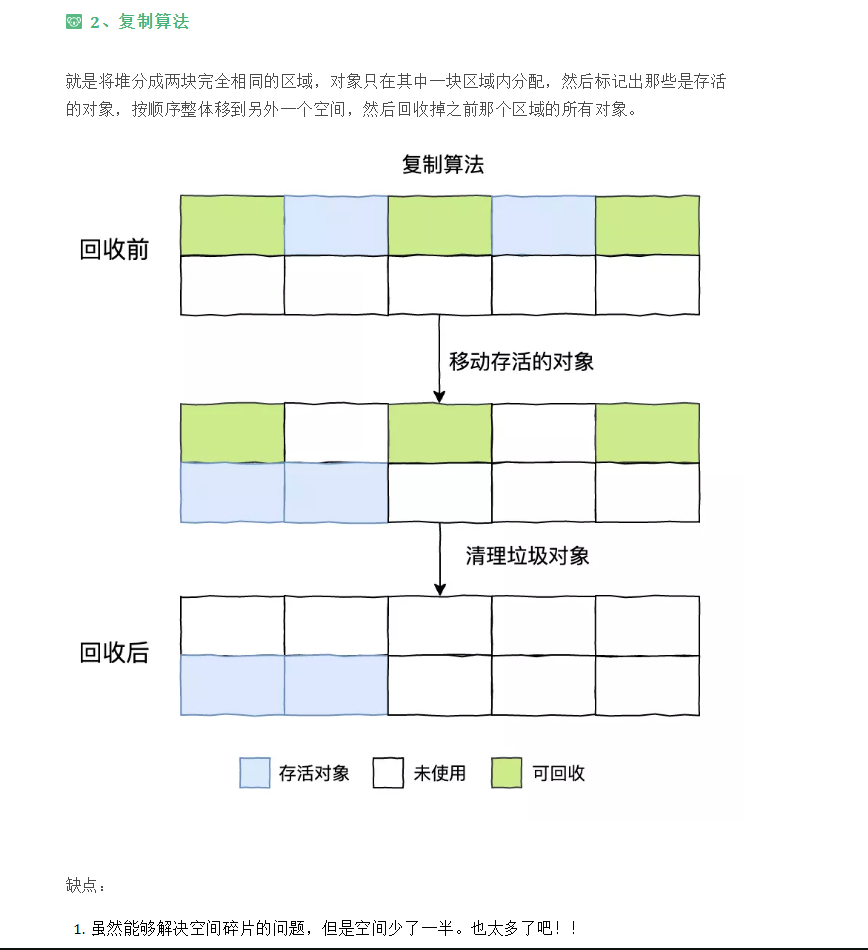 2、复制算法
就是将堆分成两块完全相同的区域，对象只在其中一块区域内分配，然后标记出那些是存活
的对象，按顺序整体移到另外一个空间，然后回收掉之前那个区域的所有对象。
复制算法
回收前
移动存活的对象
清理垃圾对象
回收后
存活对象 未使用 可回收
缺点：
1. 虽然能够解决空间碎片的问题，但是空间少了一半。也太多了吧！！